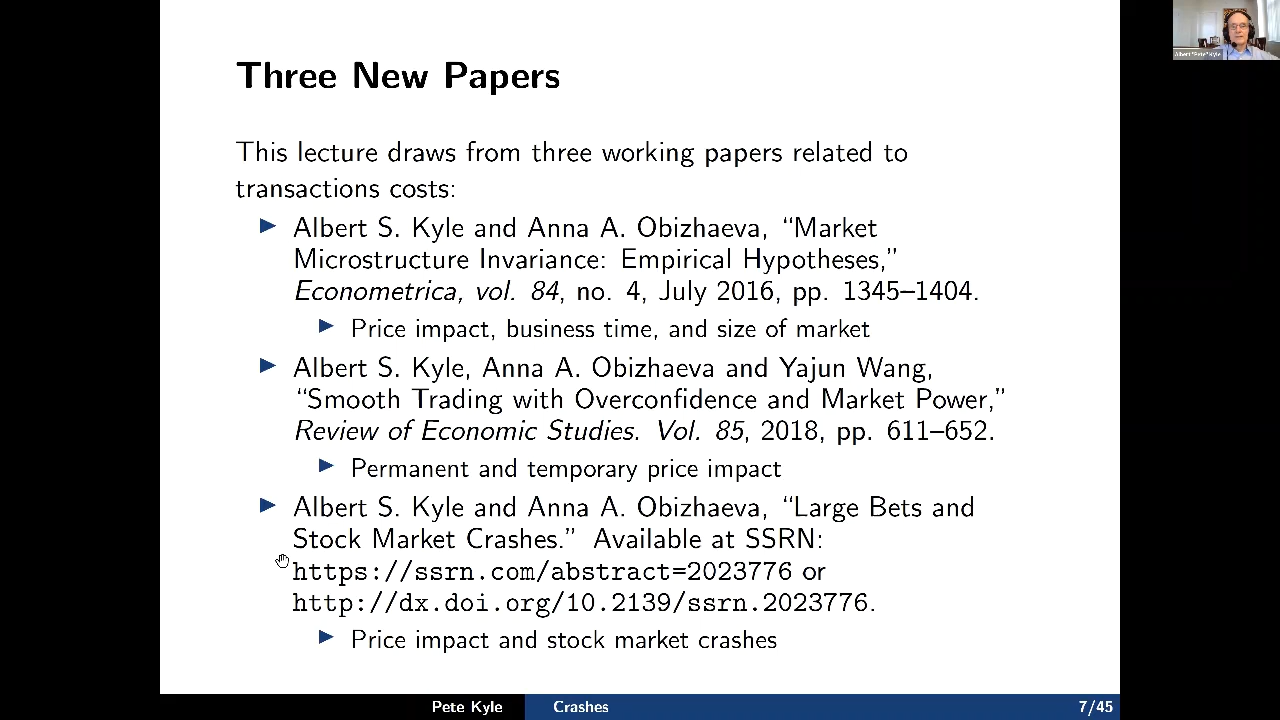 Three New Papers
This lecture draws from three working papers related to
transactions costs:
▶ Albert S. Kyle and Anna A. Obizhaeva, “Market
Microstructure Invariance: Empirical Hypotheses,”
Econometrica, vol. 84, no. 4, July 2016, pp. 1345–1404.
▶ Price impact, business time, and size of market
▶ Albert S. Kyle, Anna A. Obizhaeva and Yajun Wang,
“Smooth Trading with Overconfidence and Market Power,”
Review of Economic Studies. Vol. 85, 2018, pp. 611–652.
▶ Permanent and temporary price impact
▶ Albert S. Kyle and Anna A. Obizhaeva, “Large Bets and
Stock Market Crashes.” Available at SSRN:
https://ssrn.com/abstract=2023776 or
http://dx.doi.org/10.2139/ssrn.2023776.
▶ Price impact and stock market crashes
Pete Kyle Crashes 7/45
Albert "Pete" Kyle